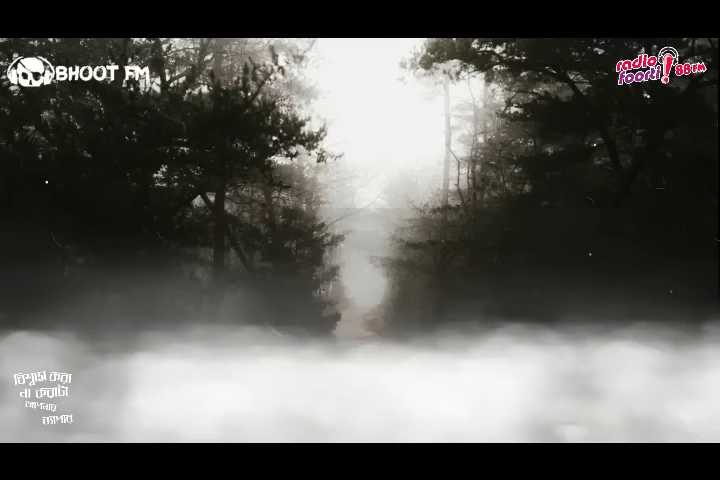 BHOOT FM
radio
foorti! 88FM
বিশ্বাস করা
না করাটা
আপনার
ব্যাপার